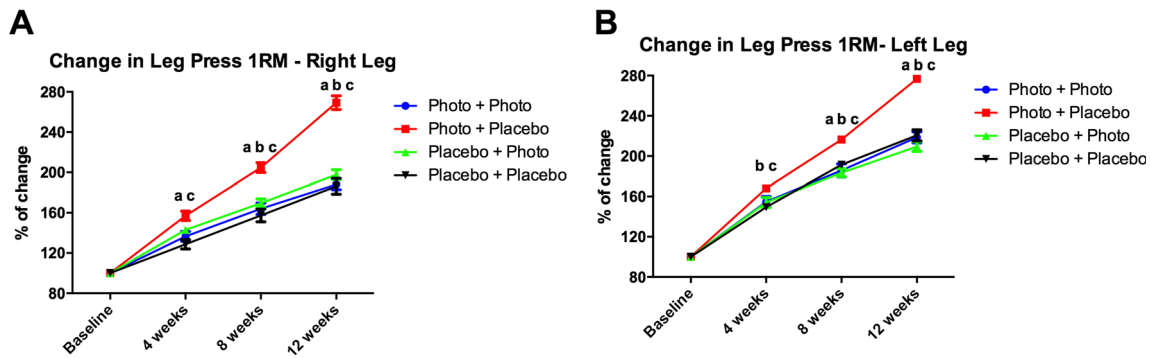 A
Change in Leg Press 1RM - Right Leg
% of change
280
240
200
160
120
80
a c
a b c
a b c
Baseline
4 weeks
8 weeks
12 weeks
Photo + Photo
Photo + Placebo
Placebo + Photo
Placebo + Placebo
B
Change in Leg Press 1RM- Left Leg
% of change
280
240
200
160
120
80
b c
a b c
a b c
Baseline
4 weeks
8 weeks
12 weeks
Photo + Photo
Photo + Placebo
Placebo + Photo
Placebo + Placebo